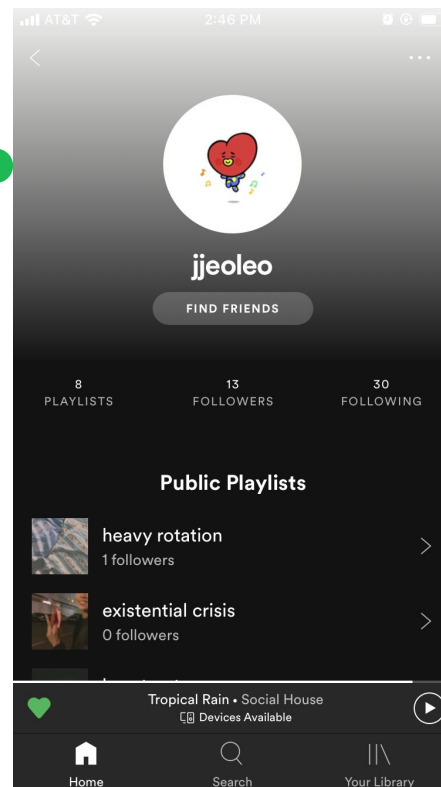 AT&T 2:46 PM
jjeoleo
FIND FRIENDS
8 13 30
PLAYLISTS FOLLOWERS FOLLOWING
Public Playlists
heavy rotation
1 followers
existential crisis
0 followers
Tropical Rain • Social House
Devices Available
Home Search Your Library